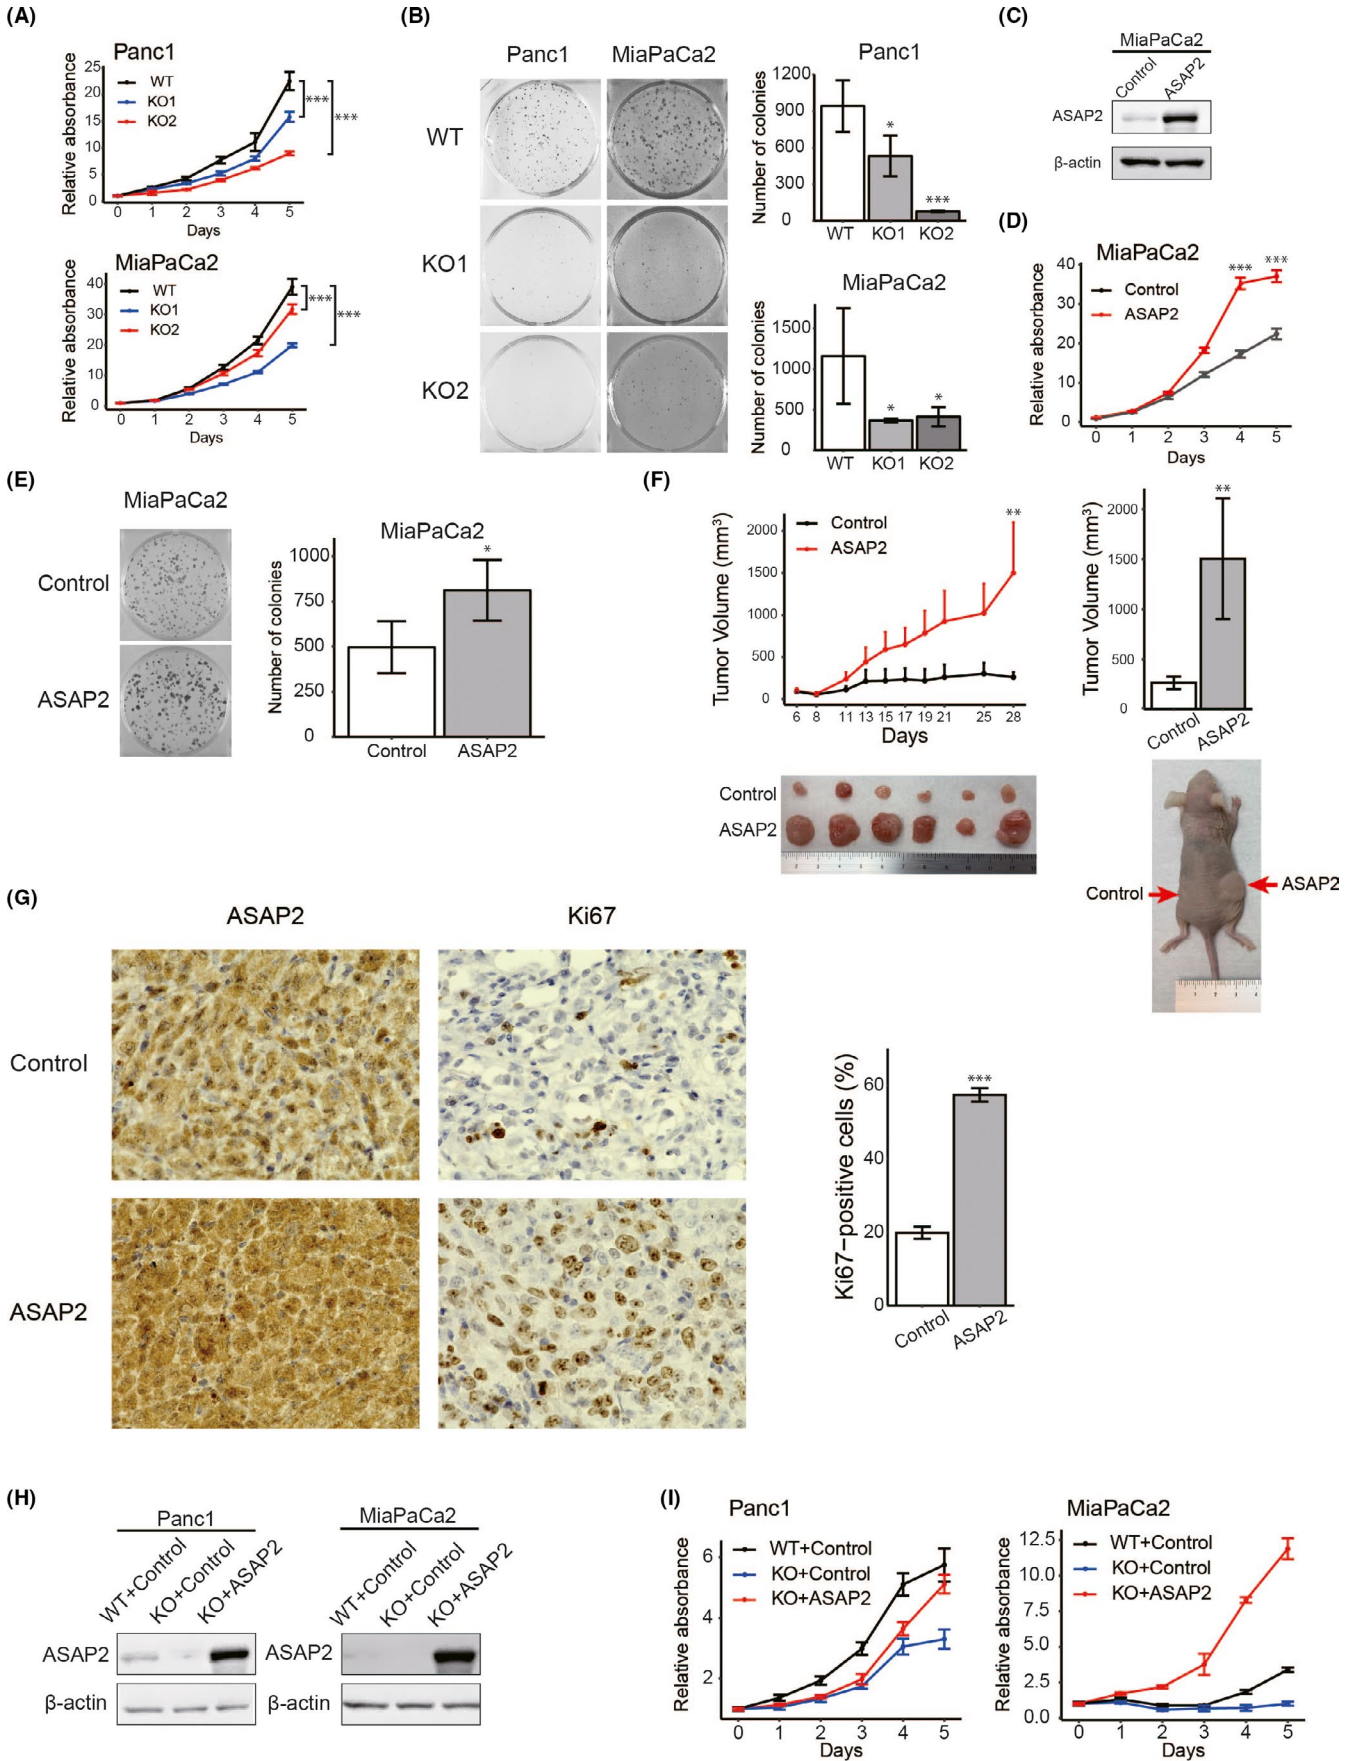 (A)
Panc1
Relative absorbance
25
20
15
10
5
0
WT
KO1
KO2
***
***
0 1 2 3 4 5
Days
MiaPaCa2
Relative absorbance
40
30
20
10
0
WT
KO1
KO2
***
***
0 1 2 3 4 5
Days
(B)
Panc1 MiaPaCa2
WT
KO1
KO2
Panc1
Number of colonies
1200
900
600
300
0
*
***
WT KO1 KO2
MiaPaCa2
Number of colonies
1500
1000
500
0
*
*
WT KO1 KO2
(C)
MiaPaCa2
Control ASAP2
ASAP2
β-actin
(D)
MiaPaCa2
Relative absorbance
40
30
20
10
0
Control
ASAP2
*** ***
0 1 2 3 4 5
Days
(E)
MiaPaCa2
Control
ASAP2
MiaPaCa2
Number of colonies
1000
750
500
250
0
*
Control ASAP2
(F)
Tumor Volume (mm³)
2000
1500
1000
500
0
Control
ASAP2
**
6 8 11 13 15 17 19 21 25 28
Days
Tumor Volume (mm³)
2000
1500
1000
500
0
**
Control ASAP2
Control
ASAP2
Control
ASAP2
(G)
ASAP2 Ki67
Control
ASAP2
Ki67−positive cells (%)
60
40
20
0
***
Control ASAP2
(H)
Panc1
WT+Control KO+Control KO+ASAP2
ASAP2
β-actin
MiaPaCa2
WT+Control KO+Control KO+ASAP2
ASAP2
β-actin
(I)
Panc1
Relative absorbance
6
4
2
WT+Control
KO+Control
KO+ASAP2
0 1 2 3 4 5
Days
MiaPaCa2
Relative absorbance
12.5
10.0
7.5
5.0
2.5
0.0
WT+Control
KO+Control
KO+ASAP2
0 1 2 3 4 5
Days